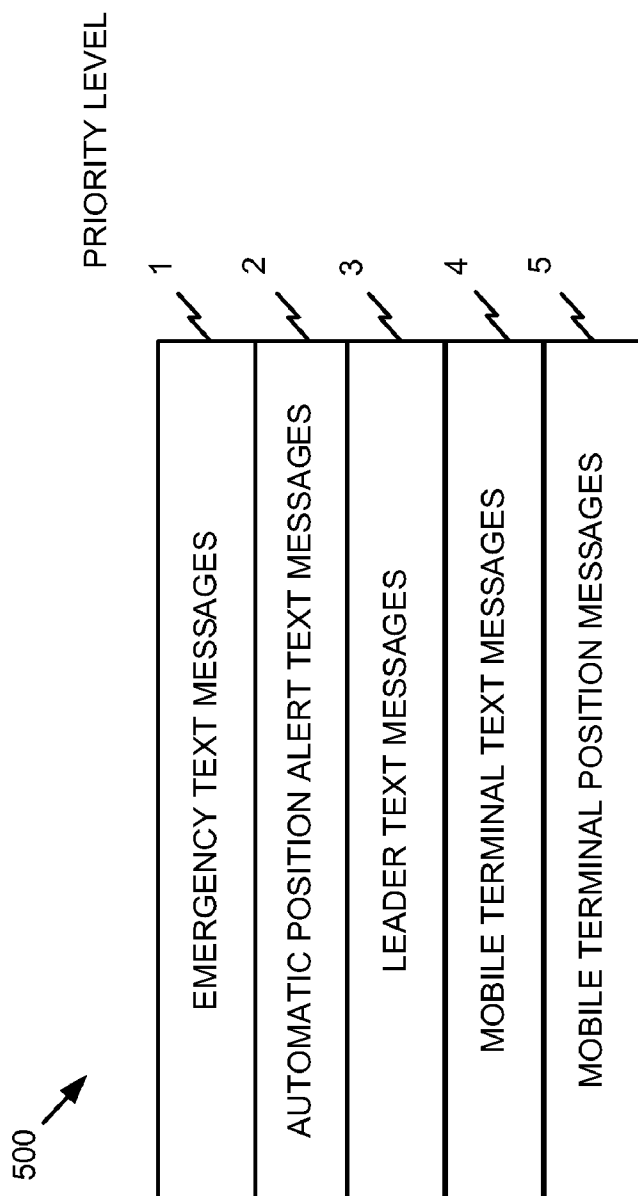 500
PRIORITY LEVEL
EMERGENCY TEXT MESSAGES 1
AUTOMATIC POSITION ALERT TEXT MESSAGES 2
LEADER TEXT MESSAGES 3
MOBILE TERMINAL TEXT MESSAGES 4
MOBILE TERMINAL POSITION MESSAGES 5